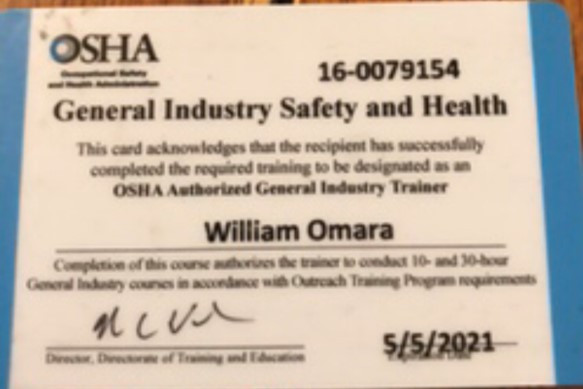 OSHA
Occupational Safety
and Health Administration
16-0079154
General Industry Safety and Health
This card acknowledges that the recipient has successfully
completed the required training to be designated as an
OSHA Authorized General Industry Trainer
William Omara
Completion of this course authorizes the trainer to conduct 10- and 30-hour
General Industry courses in accordance with Outreach Training Program requirements
Director, Directorate of Training and Education
5/5/2021
Expiration Date